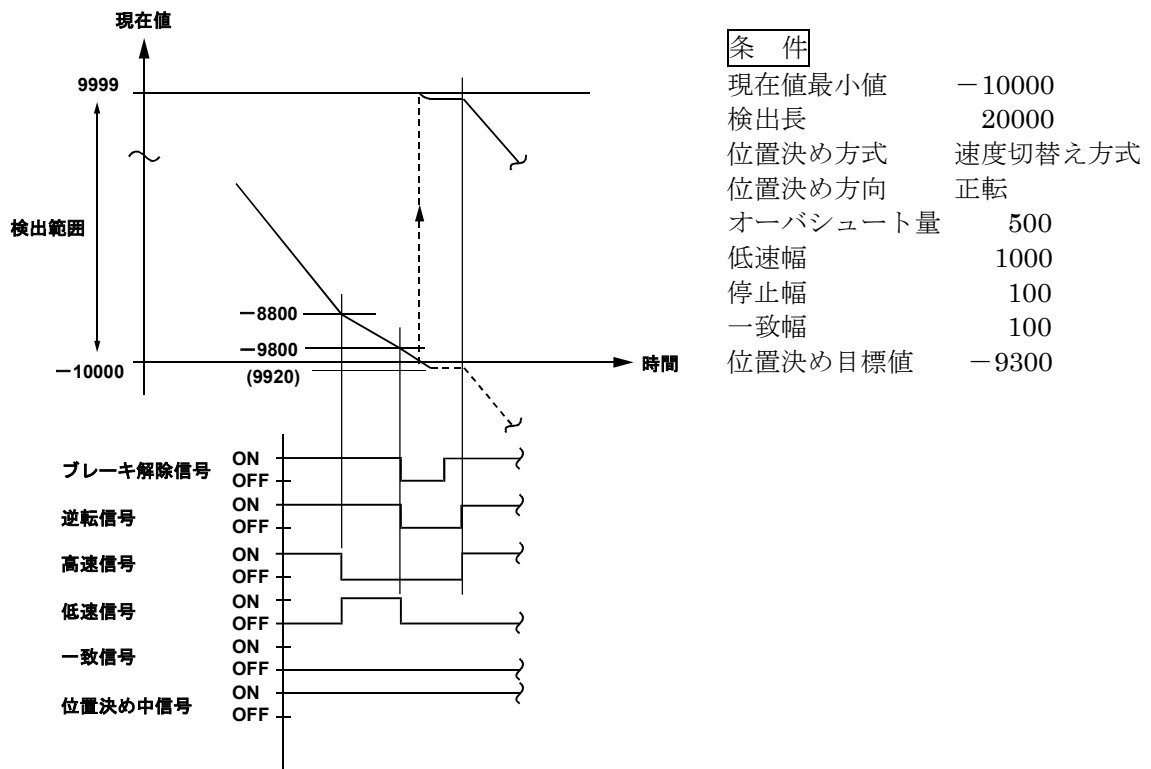 現在値
9999
検出範囲
−8800
−9800
−10000
(9920)
時間
ブレーキ解除信号
ON
OFF
逆転信号
ON
OFF
高速信号
ON
OFF
低速信号
ON
OFF
一致信号
ON
OFF
位置決め中信号
ON
OFF
条 件
現在値最小値 −10000
検出長 20000
位置決め方式 速度切替え方式
位置決め方向 正転
オーバシュート量 500
低速幅 1000
停止幅 100
一致幅 100
位置決め目標値 −9300